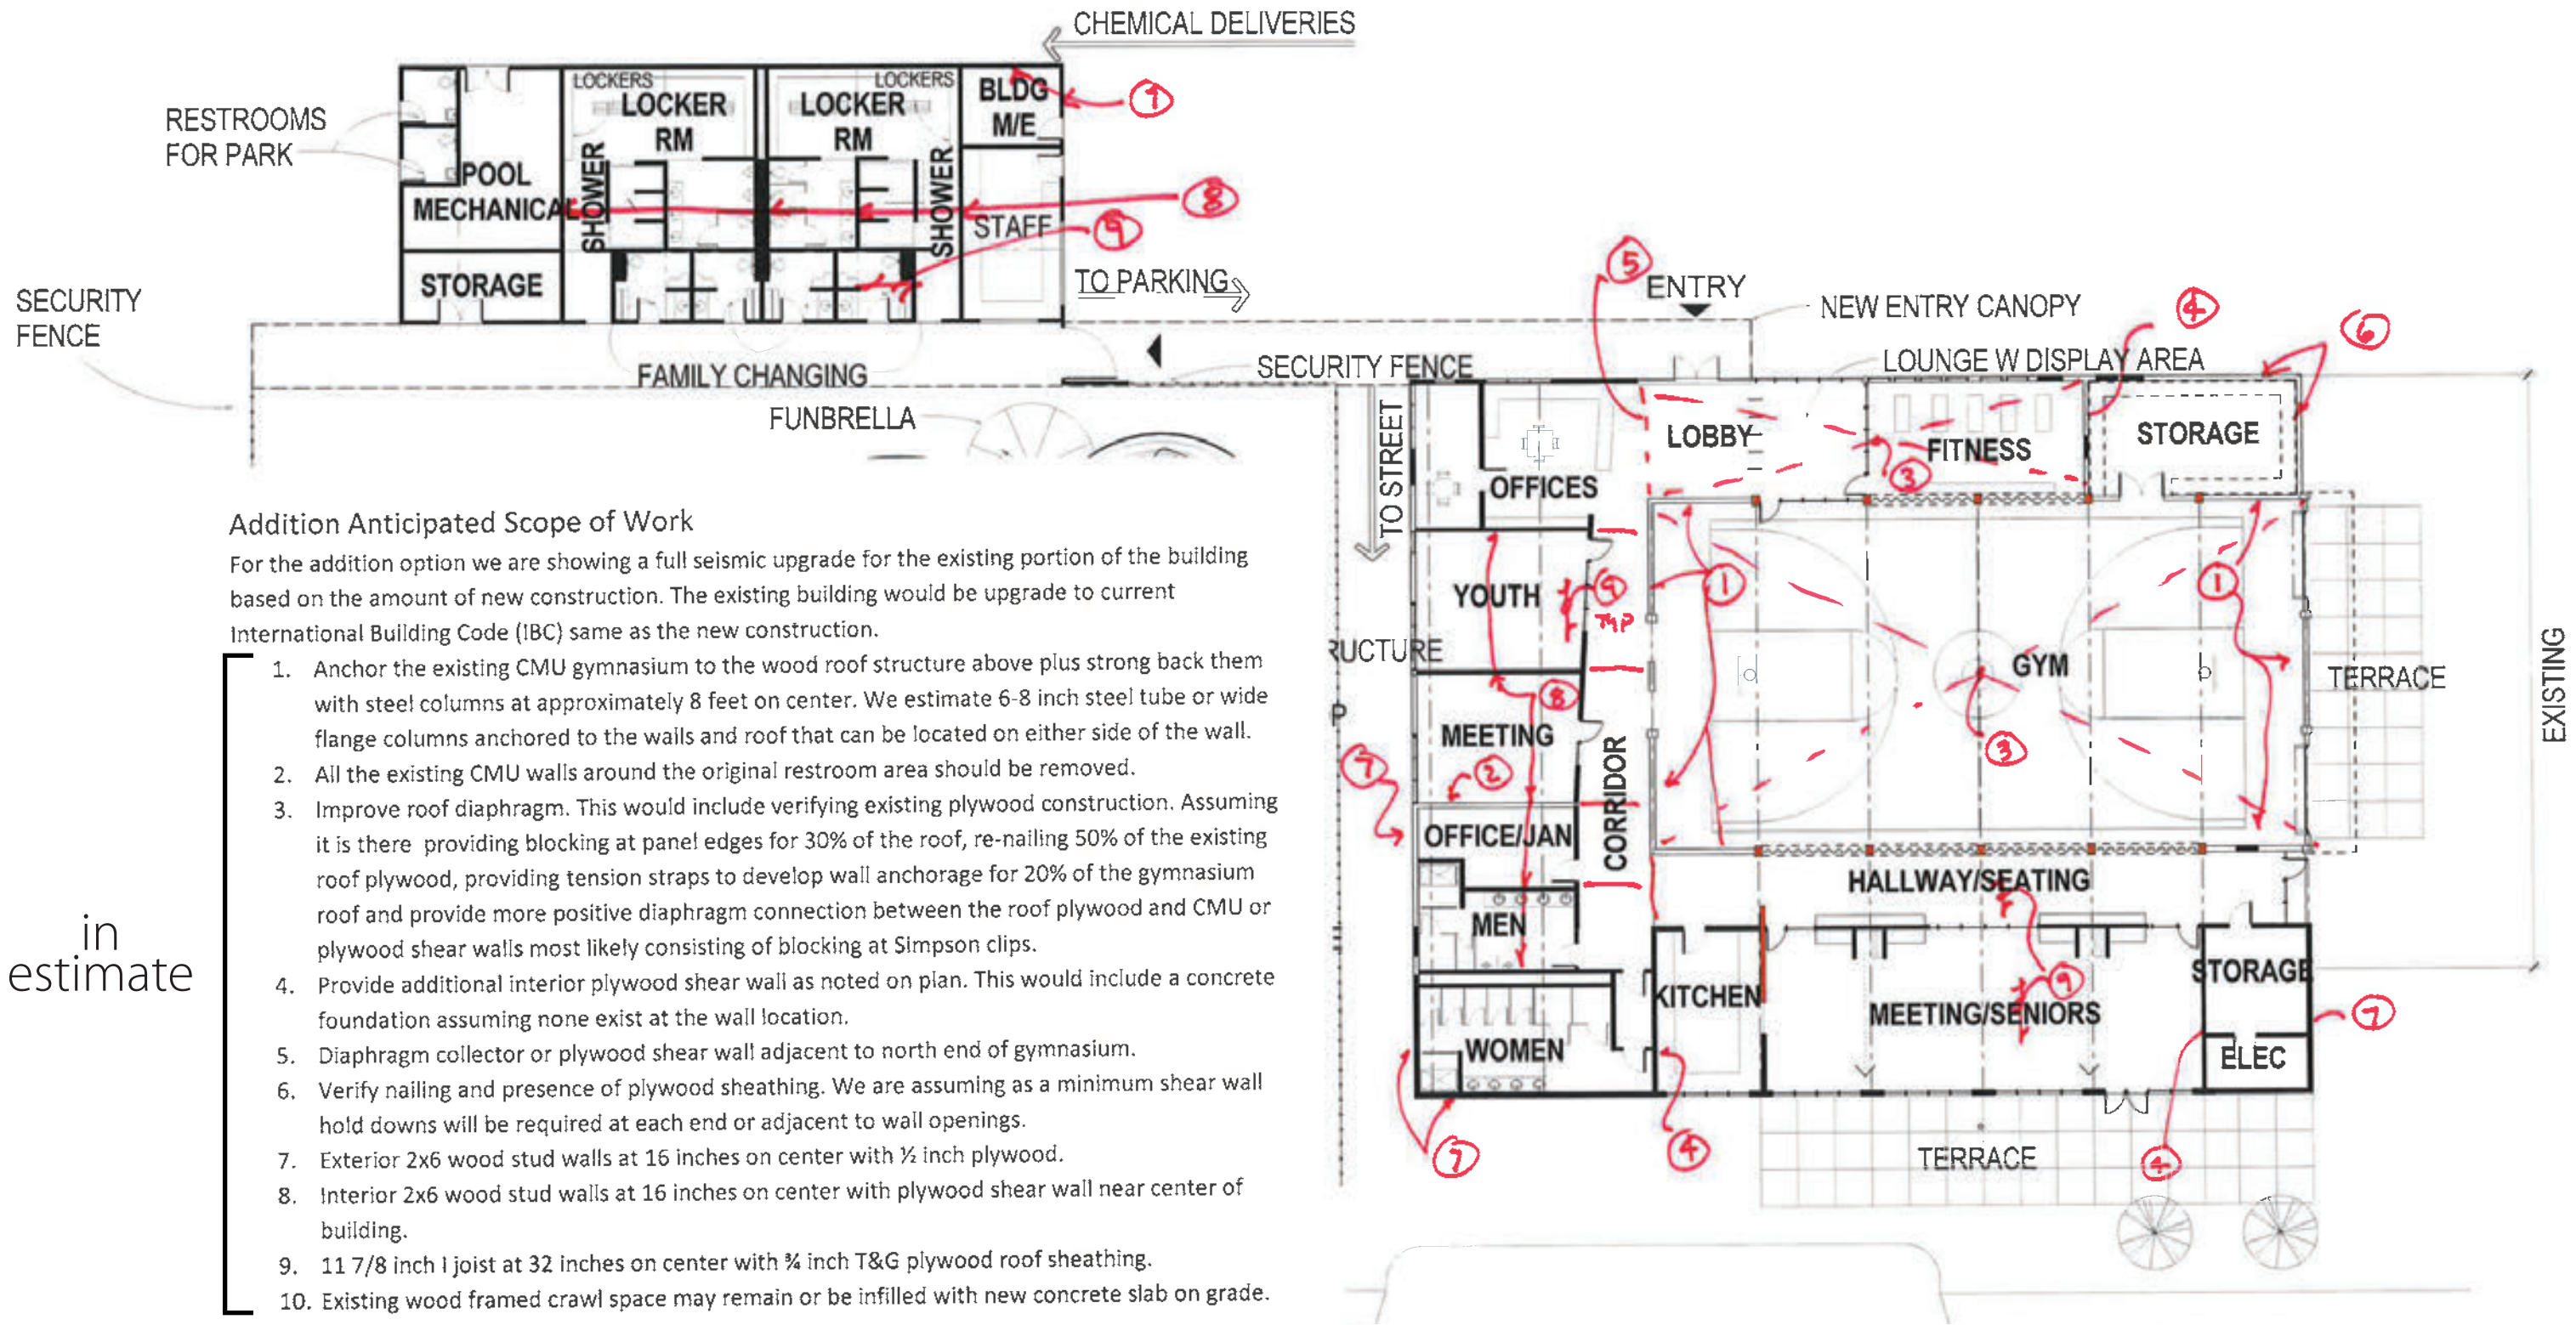 CHEMICAL DELIVERIES
LOCKERS
LOCKERS
LOCKER
RM
LOCKER
RM
BLDG
M/E
RESTROOMS
FOR PARK
POOL
MECHANICAL
SHOWER
SHOWER
STAFF
STORAGE
8
9
TO PARKING
SECURITY
FENCE
FAMILY CHANGING
FUNBRELLA
SECURITY FENCE
5
ENTRY
NEW ENTRY CANOPY
4
6
LOUNGE W DISPLAY AREA
TO STREET
LOBBY
FITNESS
STORAGE
OFFICES
3
YOUTH
9
TYP
1
1
RUCTURE
GYM
TERRACE
EXISTING
P
8
MEETING
3
7
2
OFFICE/JAN
CORRIDOR
HALLWAY/SEATING
MEN
KITCHEN
STORAGE
9
MEETING/SENIORS
7
WOMEN
ELEC
7
4
4
TERRACE
Addition Anticipated Scope of Work
For the addition option we are showing a full seismic upgrade for the existing portion of the building
based on the amount of new construction. The existing building would be upgrade to current
International Building Code (IBC) same as the new construction.
in
estimate
1. Anchor the existing CMU gymnasium to the wood roof structure above plus strong back them
with steel columns at approximately 8 feet on center. We estimate 6-8 inch steel tube or wide
flange columns anchored to the walls and roof that can be located on either side of the wall.
2. All the existing CMU walls around the original restroom area should be removed.
3. Improve roof diaphragm. This would include verifying existing plywood construction. Assuming
it is there providing blocking at panel edges for 30% of the roof, re-nailing 50% of the existing
roof plywood, providing tension straps to develop wall anchorage for 20% of the gymnasium
roof and provide more positive diaphragm connection between the roof plywood and CMU or
plywood shear walls most likely consisting of blocking at Simpson clips.
4. Provide additional interior plywood shear wall as noted on plan. This would include a concrete
foundation assuming none exist at the wall location.
5. Diaphragm collector or plywood shear wall adjacent to north end of gymnasium.
6. Verify nailing and presence of plywood sheathing. We are assuming as a minimum shear wall
hold downs will be required at each end or adjacent to wall openings.
7. Exterior 2x6 wood stud walls at 16 inches on center with ½ inch plywood.
8. Interior 2x6 wood stud walls at 16 inches on center with plywood shear wall near center of
building.
9. 11 7/8 inch I joist at 32 inches on center with ¾ inch T&G plywood roof sheathing.
10. Existing wood framed crawl space may remain or be infilled with new concrete slab on grade.